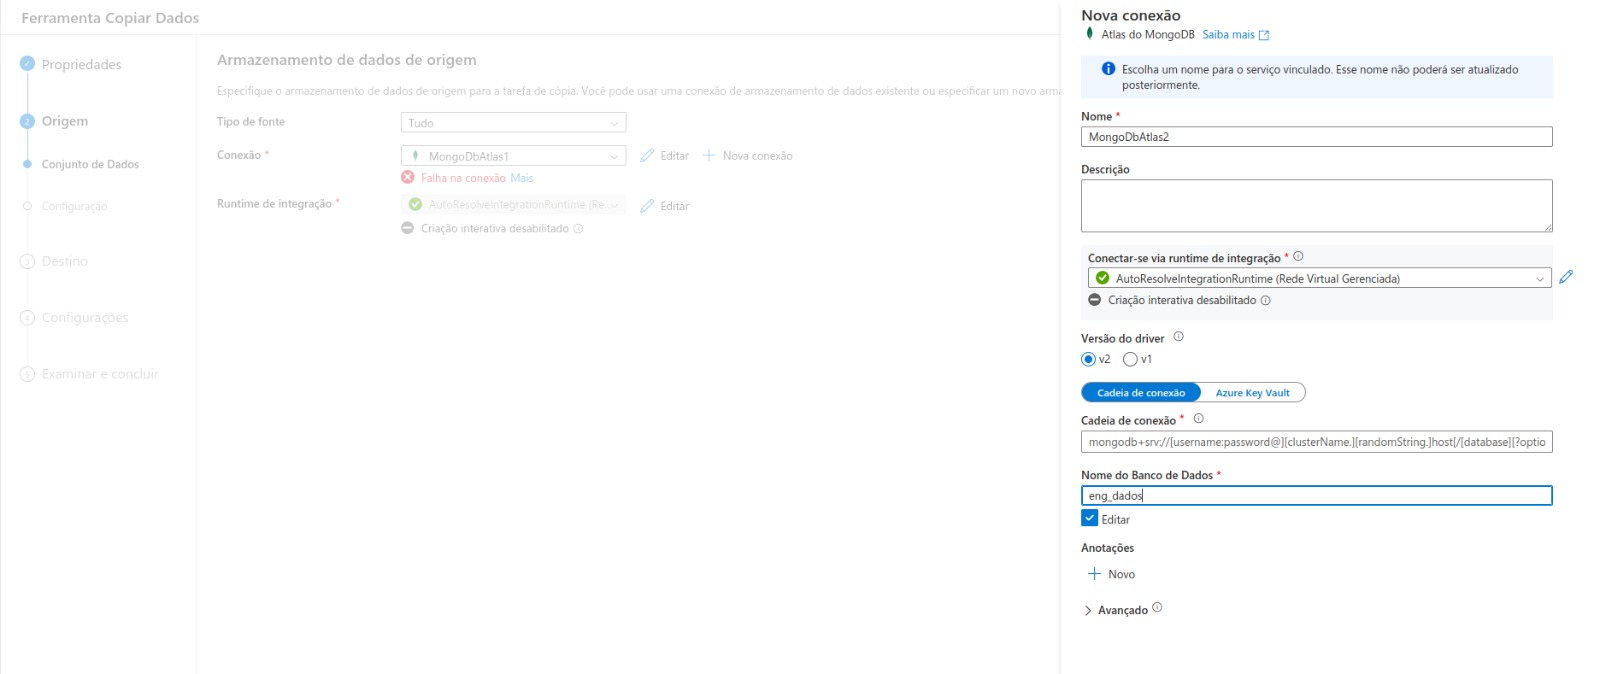 Ferramenta Copiar Dados
Propriedades
2
Origem
Conjunto de Dados
Configuração
3
Destino
4
Configurações
5
Examinar e concluir
Armazenamento de dados de origem
Especifique o armazenamento de dados de origem para a tarefa de cópia. Você pode usar uma conexão de armazenamento de dados existente ou especificar um novo arma
Tipo de fonte
Tudo
Conexão *
MongoDbAtlas1
Editar
Nova conexão
Falha na conexão Mais
Runtime de integração *
AutoResolveIntegrationRuntime (Re...
Editar
Criação interativa desabilitado
Nova conexão
Atlas do MongoDB Saiba mais
Escolha um nome para o serviço vinculado. Esse nome não poderá ser atualizado
posteriormente.
Nome *
MongoDbAtlas2
Descrição
Conectar-se via runtime de integração *
AutoResolveIntegrationRuntime (Rede Virtual Gerenciada)
Criação interativa desabilitado
Versão do driver
v2 v1
Cadeia de conexão Azure Key Vault
Cadeia de conexão *
mongodb+srv://[username:password@][clusterName.][randomString.]host[/[database][?optio
Nome do Banco de Dados *
eng_dados
Editar
Anotações
Novo
Avançado